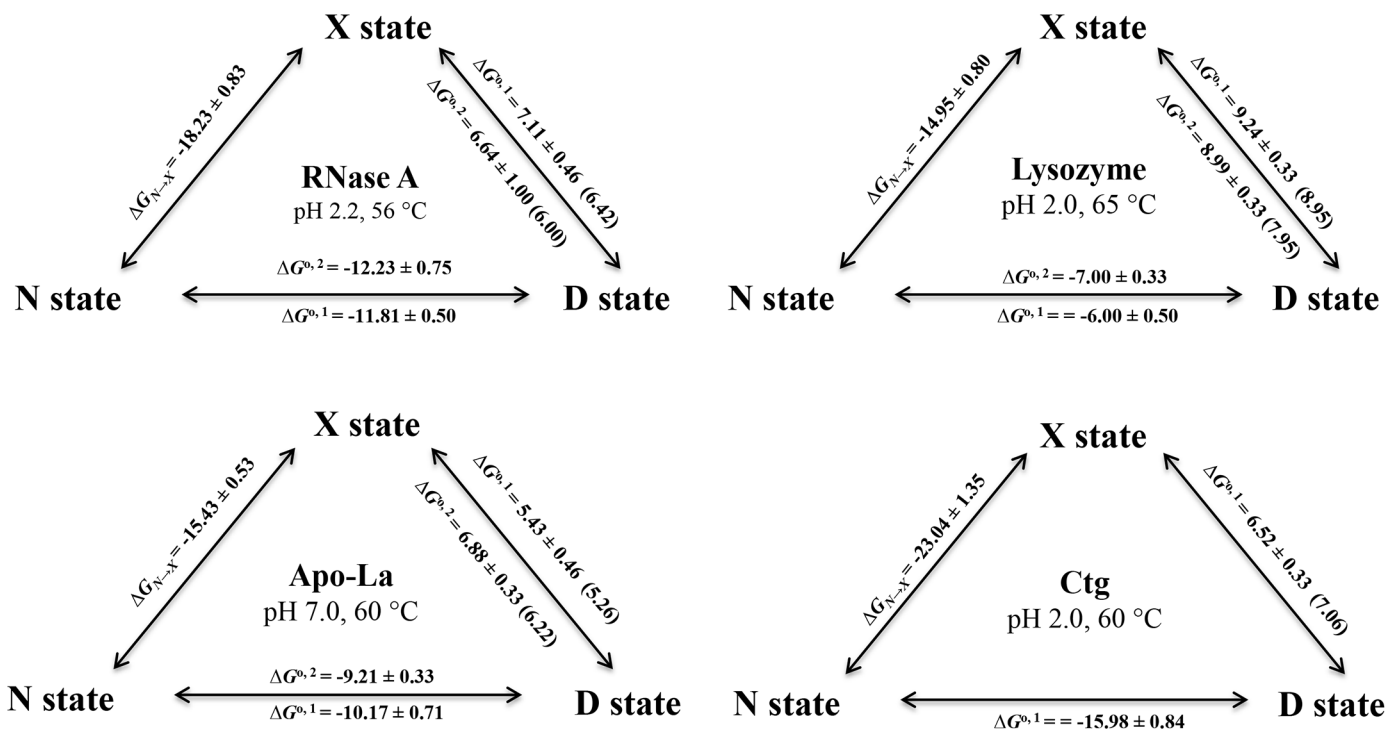 X state
ΔG_N→X = -18.23 ± 0.83
ΔG°,¹ = 7.11 ± 0.46 (6.42)
ΔG°,² = 6.64 ± 1.00 (6.00)
RNase A
pH 2.2, 56 °C
N state
ΔG°,² = -12.23 ± 0.75
ΔG°,¹ = -11.81 ± 0.50
D state
X state
ΔG_N→X = -14.95 ± 0.80
ΔG°,¹ = 9.24 ± 0.33 (8.95)
ΔG°,² = 8.99 ± 0.33 (7.95)
Lysozyme
pH 2.0, 65 °C
N state
ΔG°,² = -7.00 ± 0.33
ΔG°,¹ = = -6.00 ± 0.50
D state
X state
ΔG_N→X = -15.43 ± 0.53
ΔG°,¹ = 5.43 ± 0.46 (5.26)
ΔG°,² = 6.88 ± 0.33 (6.22)
Apo-La
pH 7.0, 60 °C
N state
ΔG°,² = -9.21 ± 0.33
ΔG°,¹ = -10.17 ± 0.71
D state
X state
ΔG_N→X = -23.04 ± 1.35
ΔG°,¹ = 6.52 ± 0.33 (7.06)
Ctg
pH 2.0, 60 °C
N state
ΔG°,¹ = = -15.98 ± 0.84
D state